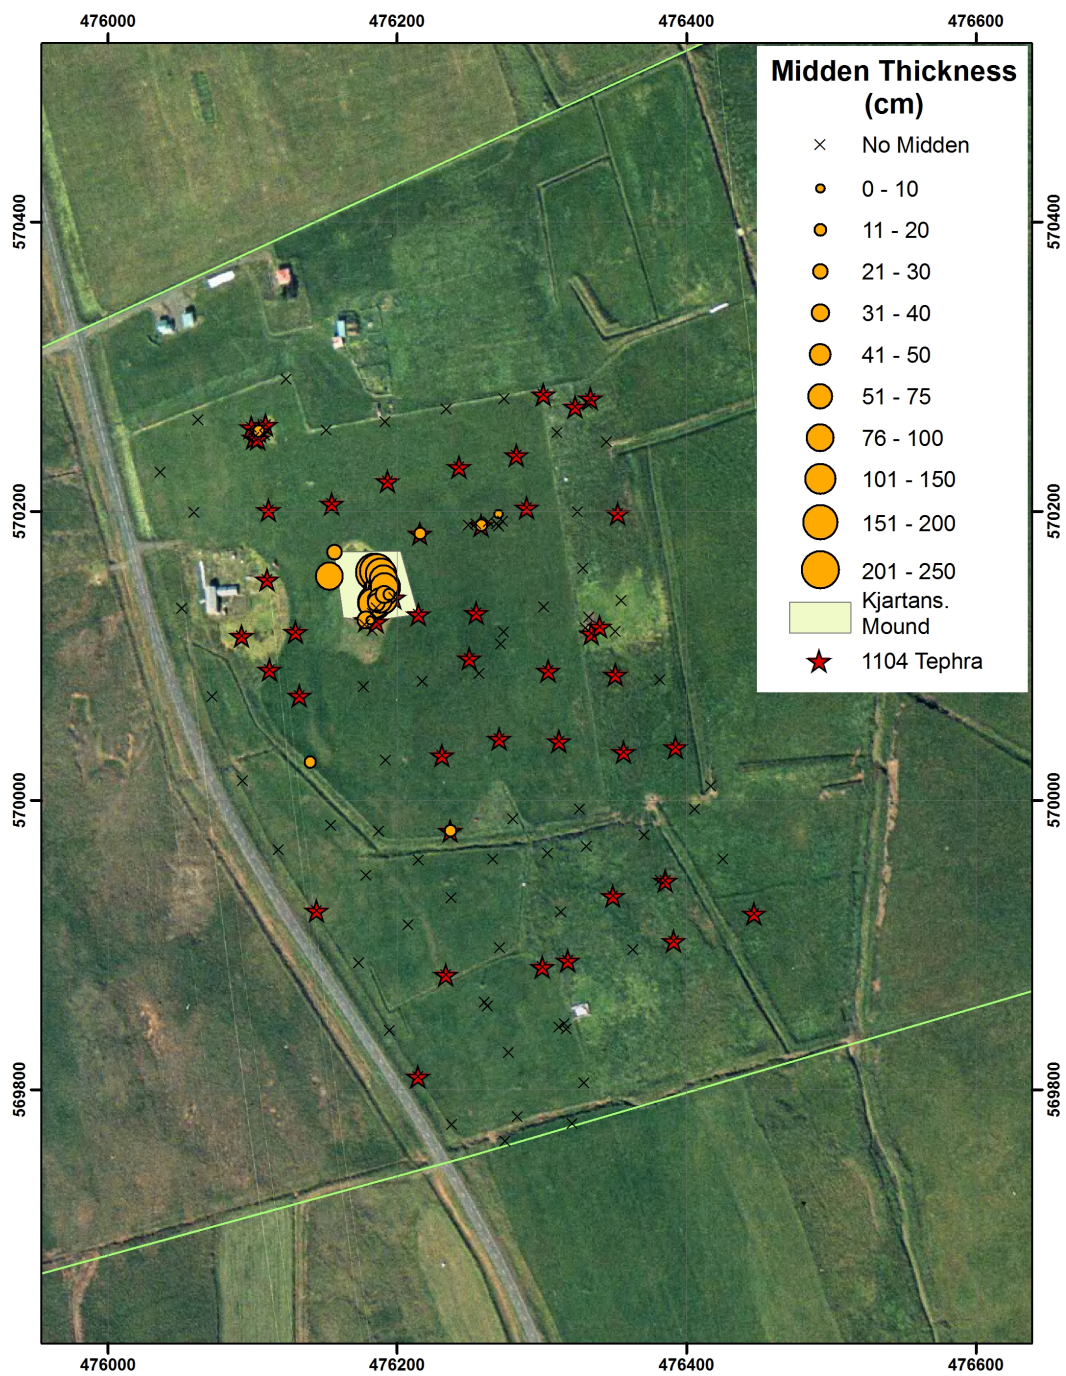 476000 476200 476400 476600
Midden Thickness
(cm)
No Midden
0 - 10
11 - 20
21 - 30
31 - 40
41 - 50
51 - 75
76 - 100
101 - 150
151 - 200
201 - 250
Kjartans.
Mound
1104 Tephra
570400 570400
570200 570200
570000 570000
569800 569800
476000 476200 476400 476600